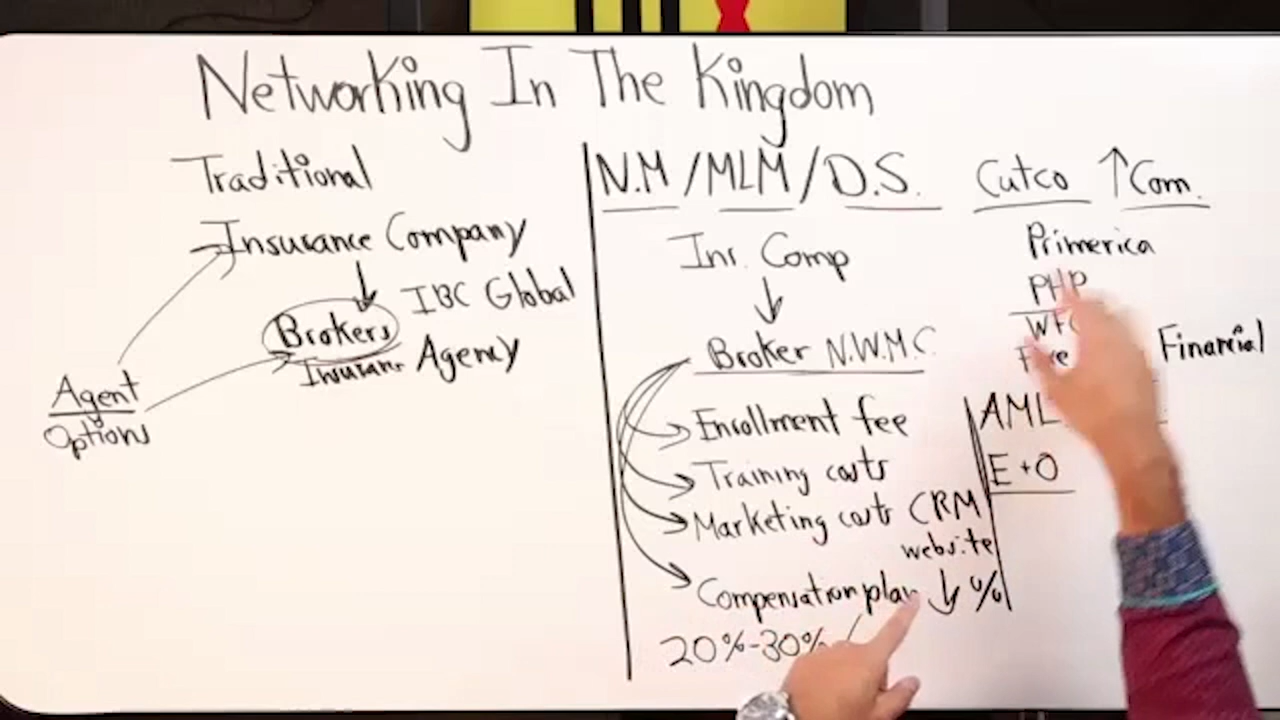 Networking In The Kingdom
Traditional
Insurance Company
IBC Global
Brokers
Agency
Agent
Options
N.M / MLM / D.S.
Cutco ↑ Com.
Ins. Comp
Primerica
PHP
Broker N.W.M.C.
Financial
Enrollment fee
AML
Training costs
E+O
Marketing costs CRM
website
Compensation plan ↓ %
20%-30%